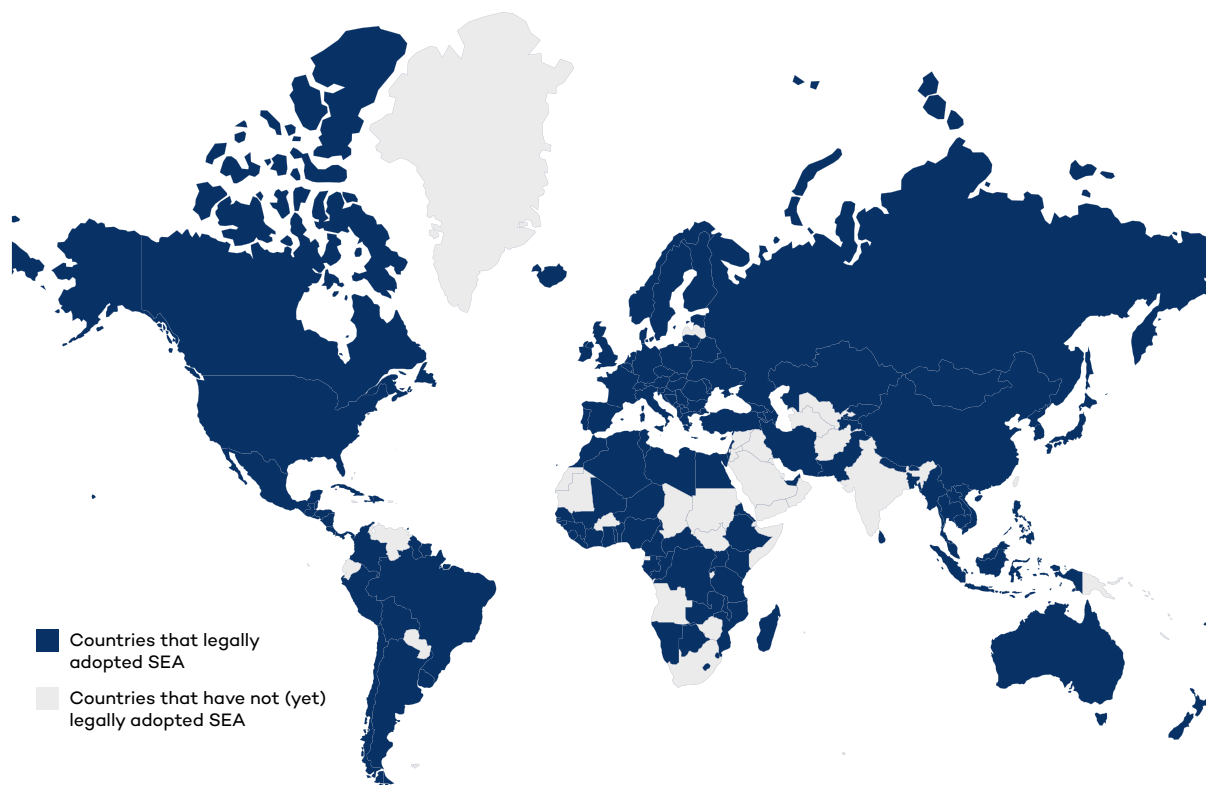 Countries that legally
adopted SEA
Countries that have not (yet)
legally adopted SEA